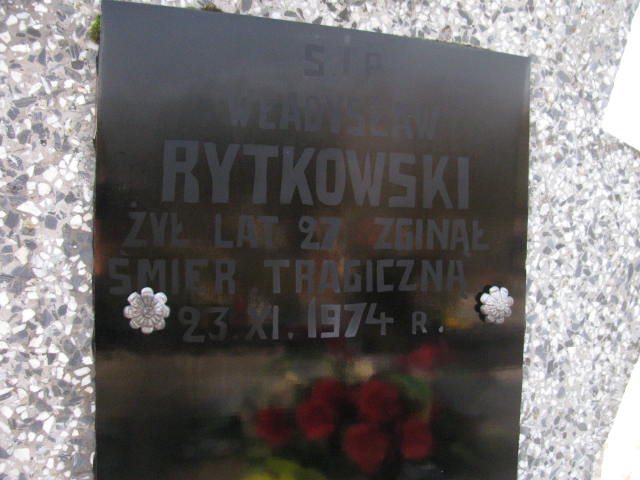 Ś.I P.
WŁADYSŁAW
RYTKOWSKI
ŻYŁ LAT 27 ZGINĄŁ
ŚMIER. TRAGICZNĄ
23.XI.1974 R.